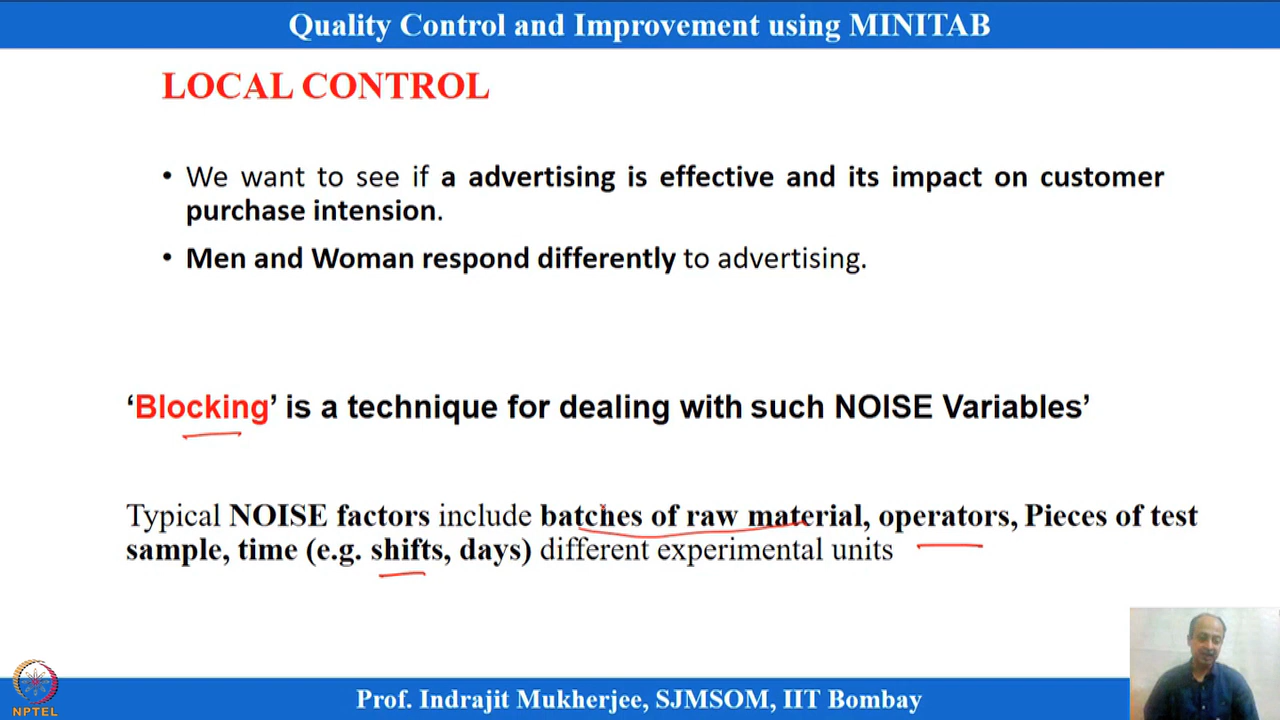 Quality Control and Improvement using MINITAB
LOCAL CONTROL
• We want to see if a advertising is effective and its impact on customer
purchase intension.
• Men and Woman respond differently to advertising.
‘Blocking’ is a technique for dealing with such NOISE Variables’
Typical NOISE factors include batches of raw material, operators, Pieces of test
sample, time (e.g. shifts, days) different experimental units
NPTEL
Prof. Indrajit Mukherjee, SJMSOM, IIT Bombay